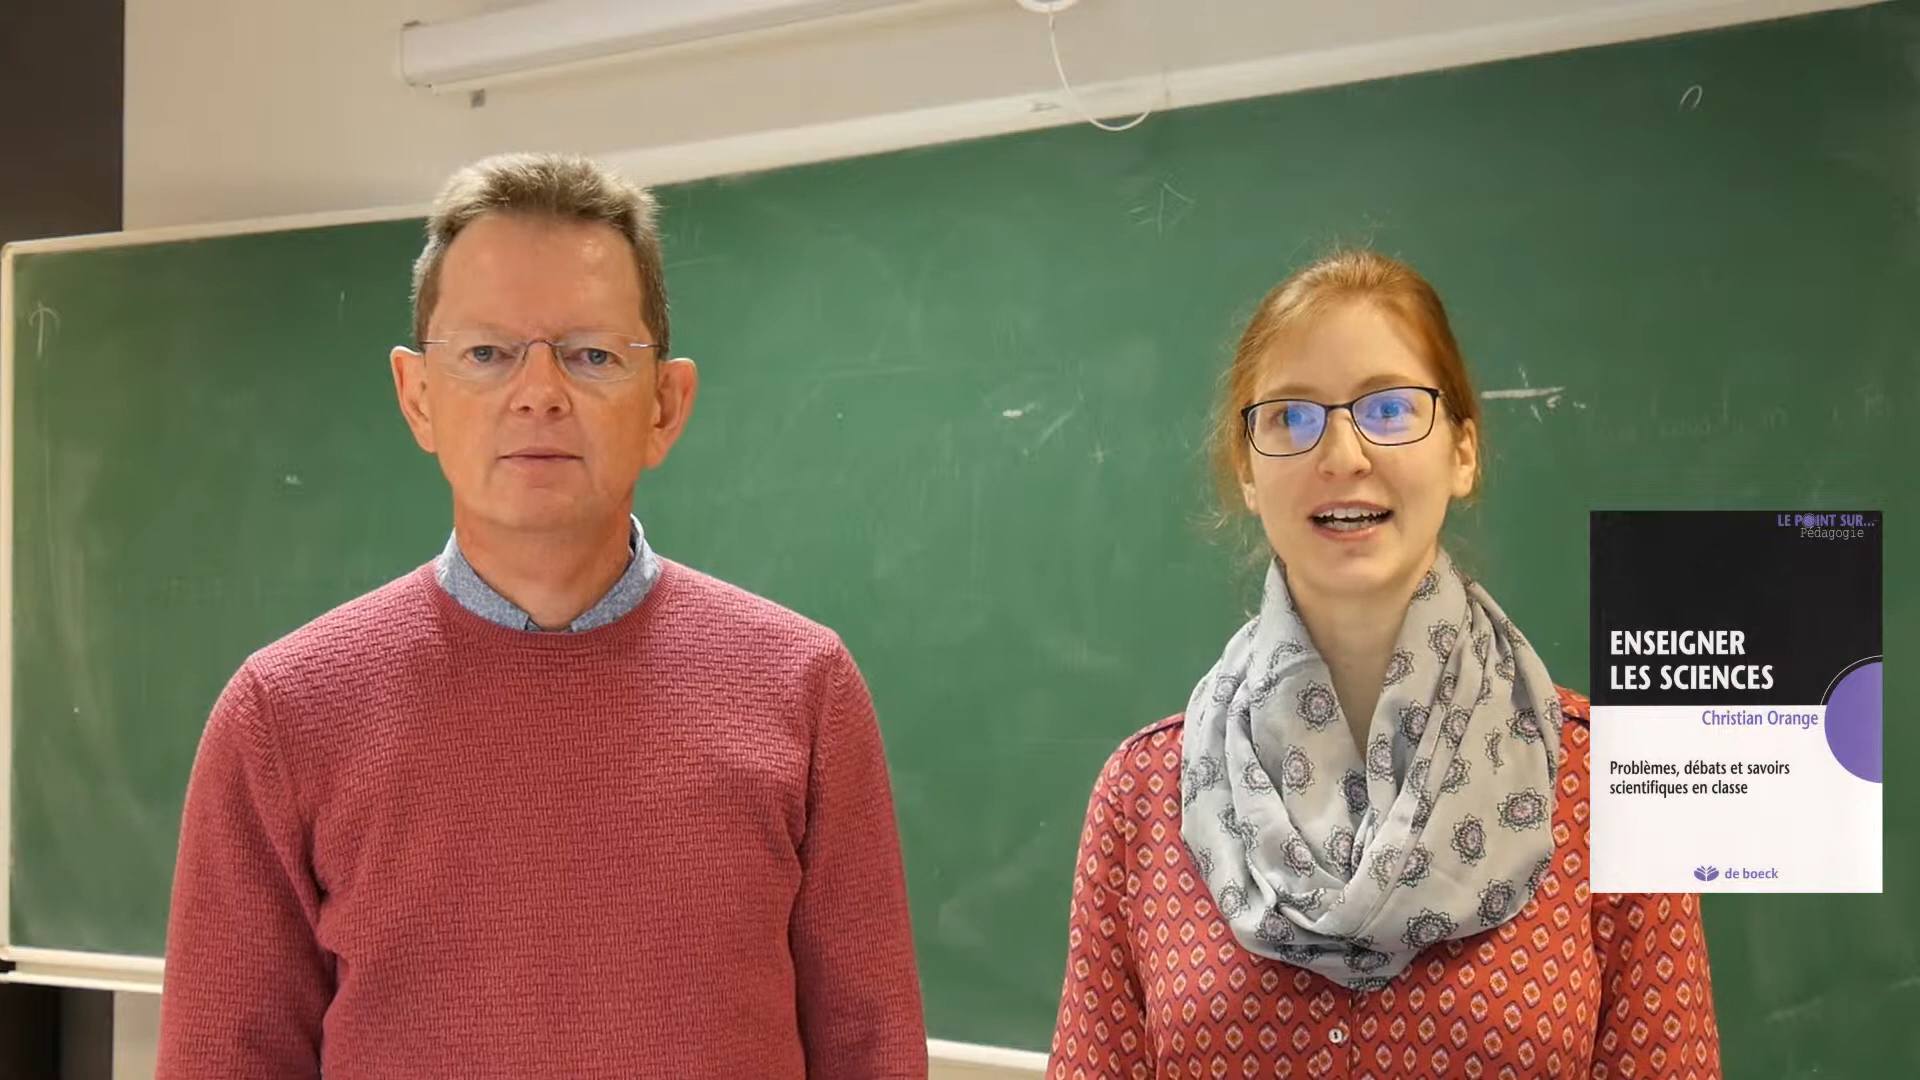 LE POINT SUR...
Pédagogie
ENSEIGNER
LES SCIENCES
Christian Orange
Problèmes, débats et savoirs
scientifiques en classe
de boeck